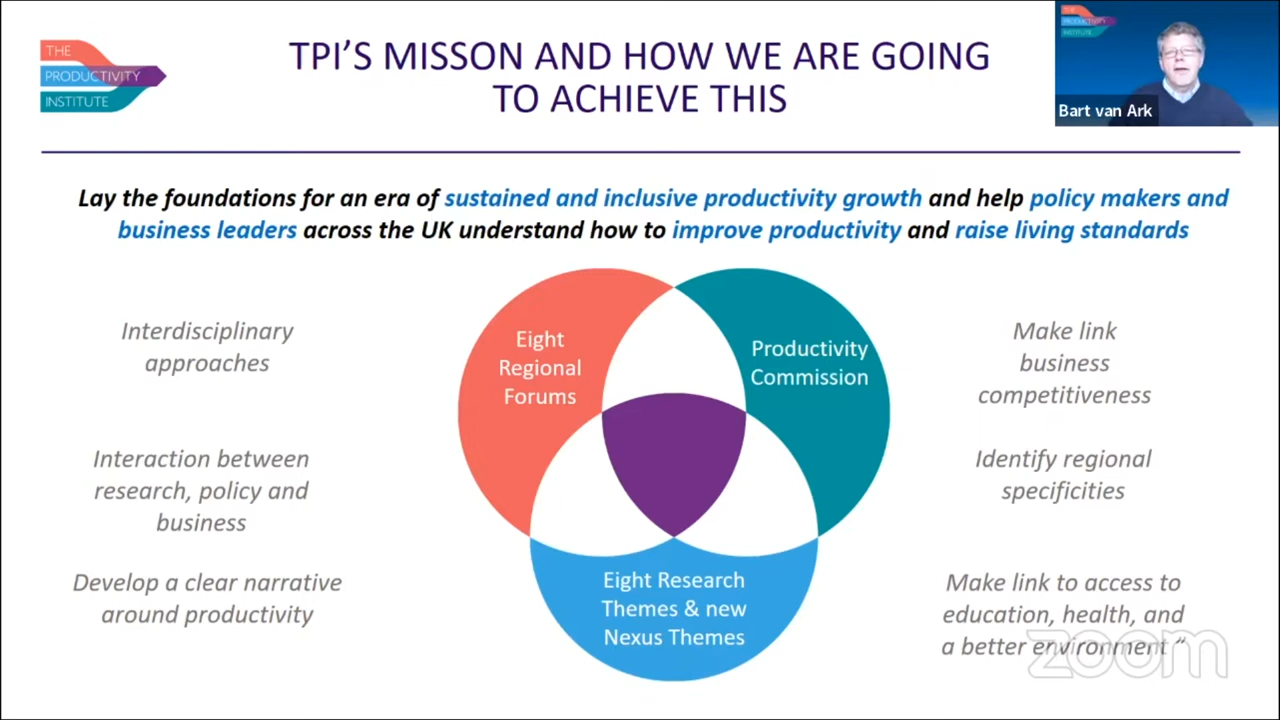 THE
PRODUCTIVITY
INSTITUTE
TPI'S MISSON AND HOW WE ARE GOING
TO ACHIEVE THIS
THE
PRODUCTIVITY
INSTITUTE
Bart van Ark
Lay the foundations for an era of sustained and inclusive productivity growth and help policy makers and
business leaders across the UK understand how to improve productivity and raise living standards
Interdisciplinary
approaches
Interaction between
research, policy and
business
Develop a clear narrative
around productivity
Eight
Regional
Forums
Productivity
Commission
Eight Research
Themes & new
Nexus Themes
Make link
business
competitiveness
Identify regional
specificities
Make link to access to
education, health, and
a better environment "
zoom